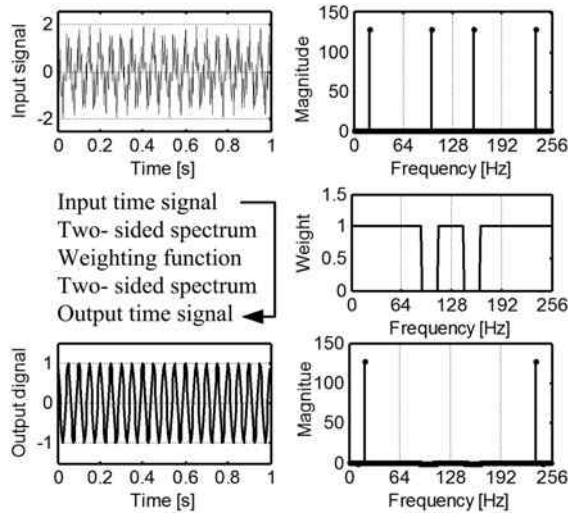 Input signal
2
0
-2
0 0.2 0.4 0.6 0.8 1
Time [s]
Magnitude
150
100
50
0
0 64 128 192 256
Frequency [Hz]
Input time signal
Two- sided spectrum
Weighting function
Two- sided spectrum
Output time signal
Weight
1.5
1
0.5
0
0 64 128 192 256
Frequency [Hz]
Output dignal
1
0
-1
0 0.2 0.4 0.6 0.8 1
Time [s]
Magnitue
150
100
50
0
0 64 128 192 256
Frequency [Hz]